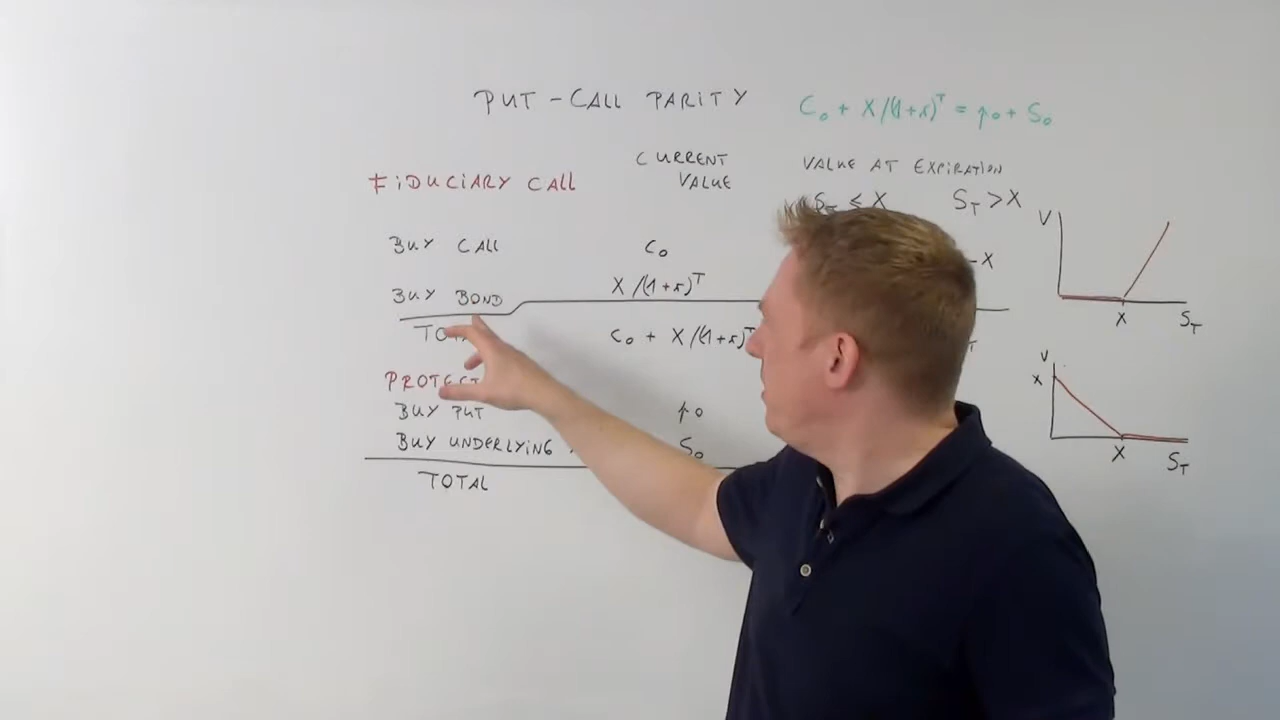 PUT-CALL PARITY
C₀ + X/(1+r)ᵀ = p₀ + S₀
CURRENT VALUE
VALUE AT EXPIRATION
FIDUCIARY CALL
S_T ≤ X
S_T > X
BUY CALL
C₀
-X
BUY BOND
X/(1+r)ᵀ
C₀ + X/(1+r)ᵀ
BUY PUT
p₀
BUY UNDERLYING
S₀
TOTAL
V
X
S_T
V
X
X
S_T